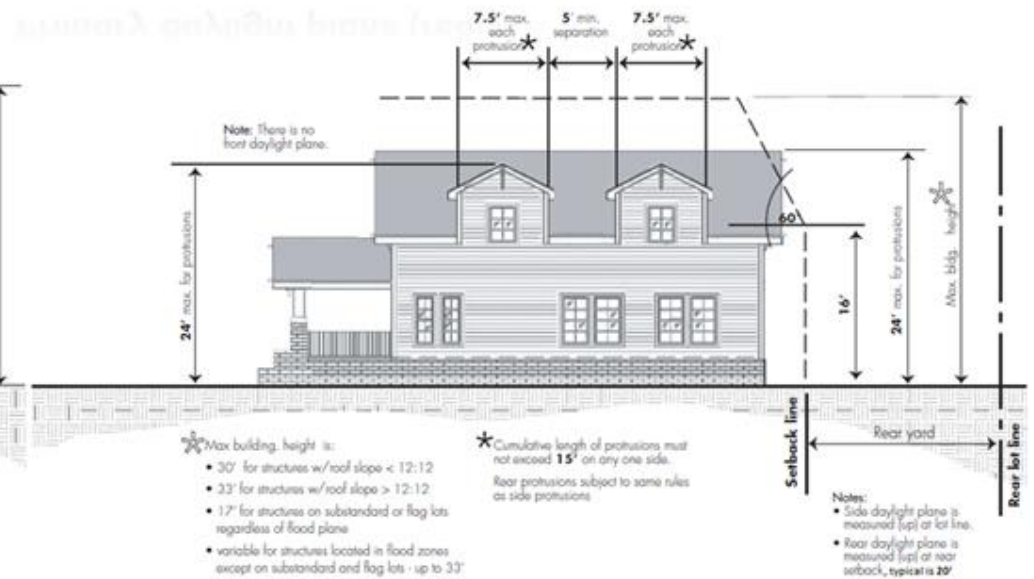 7.5' max.
each
protrusion*
5' min.
separation
7.5' max.
each
protrusion*
Note: There is no
front daylight plane.
24' max. for protrusions
60°
16'
24' max. for protrusions
Max. bldg. height
Setback line
Rear yard
Rear lot line
Max building. height is:
• 30' for structures w/roof slope < 12:12
• 33' for structures w/roof slope > 12:12
• 17' for structures on substandard or flag lots
regardless of flood plane
• variable for structures located in flood zones
except on substandard and flag lots - up to 33'
*Cumulative length of protrusions must
not exceed 15' on any one side.
Rear protrusions subject to same rules
as side protrusions
Notes:
• Side daylight plane is
measured (up) at lot line.
• Rear daylight plane is
measured (up) at rear
setback, typical is 20'